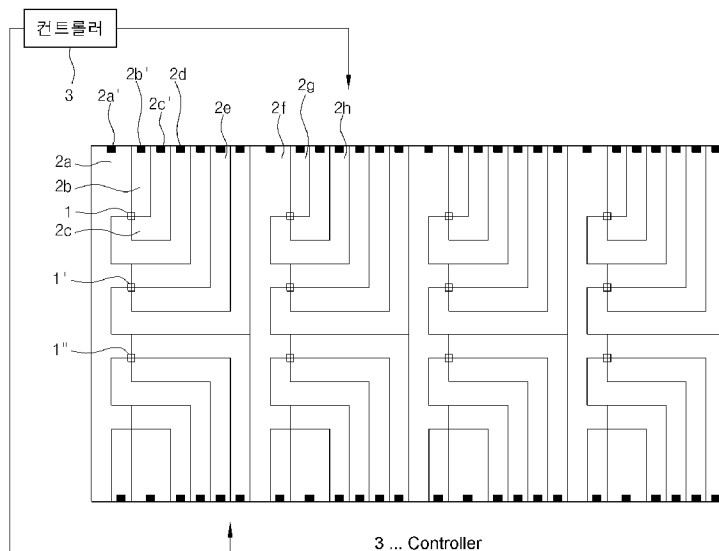 컨트롤러
3
2a'
2b'
2c'
2d
2e
2f
2g
2h
2a
2b
1
2c
1'
1"
3 ... Controller